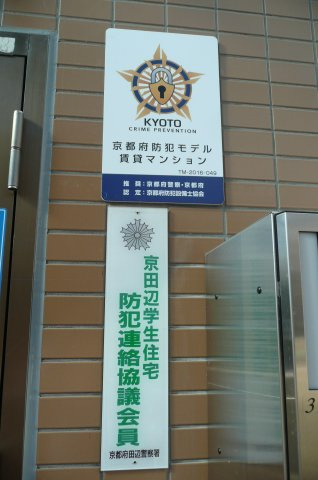 KYOTO
CRIME PREVENTION
京都府防犯モデル
賃貸マンション
TM-2016-049
推奨：京都府警察・京都府
認定：京都府防犯設備士協会
京田辺学生住宅
防犯連絡協議会員
京都府田辺警察署
3